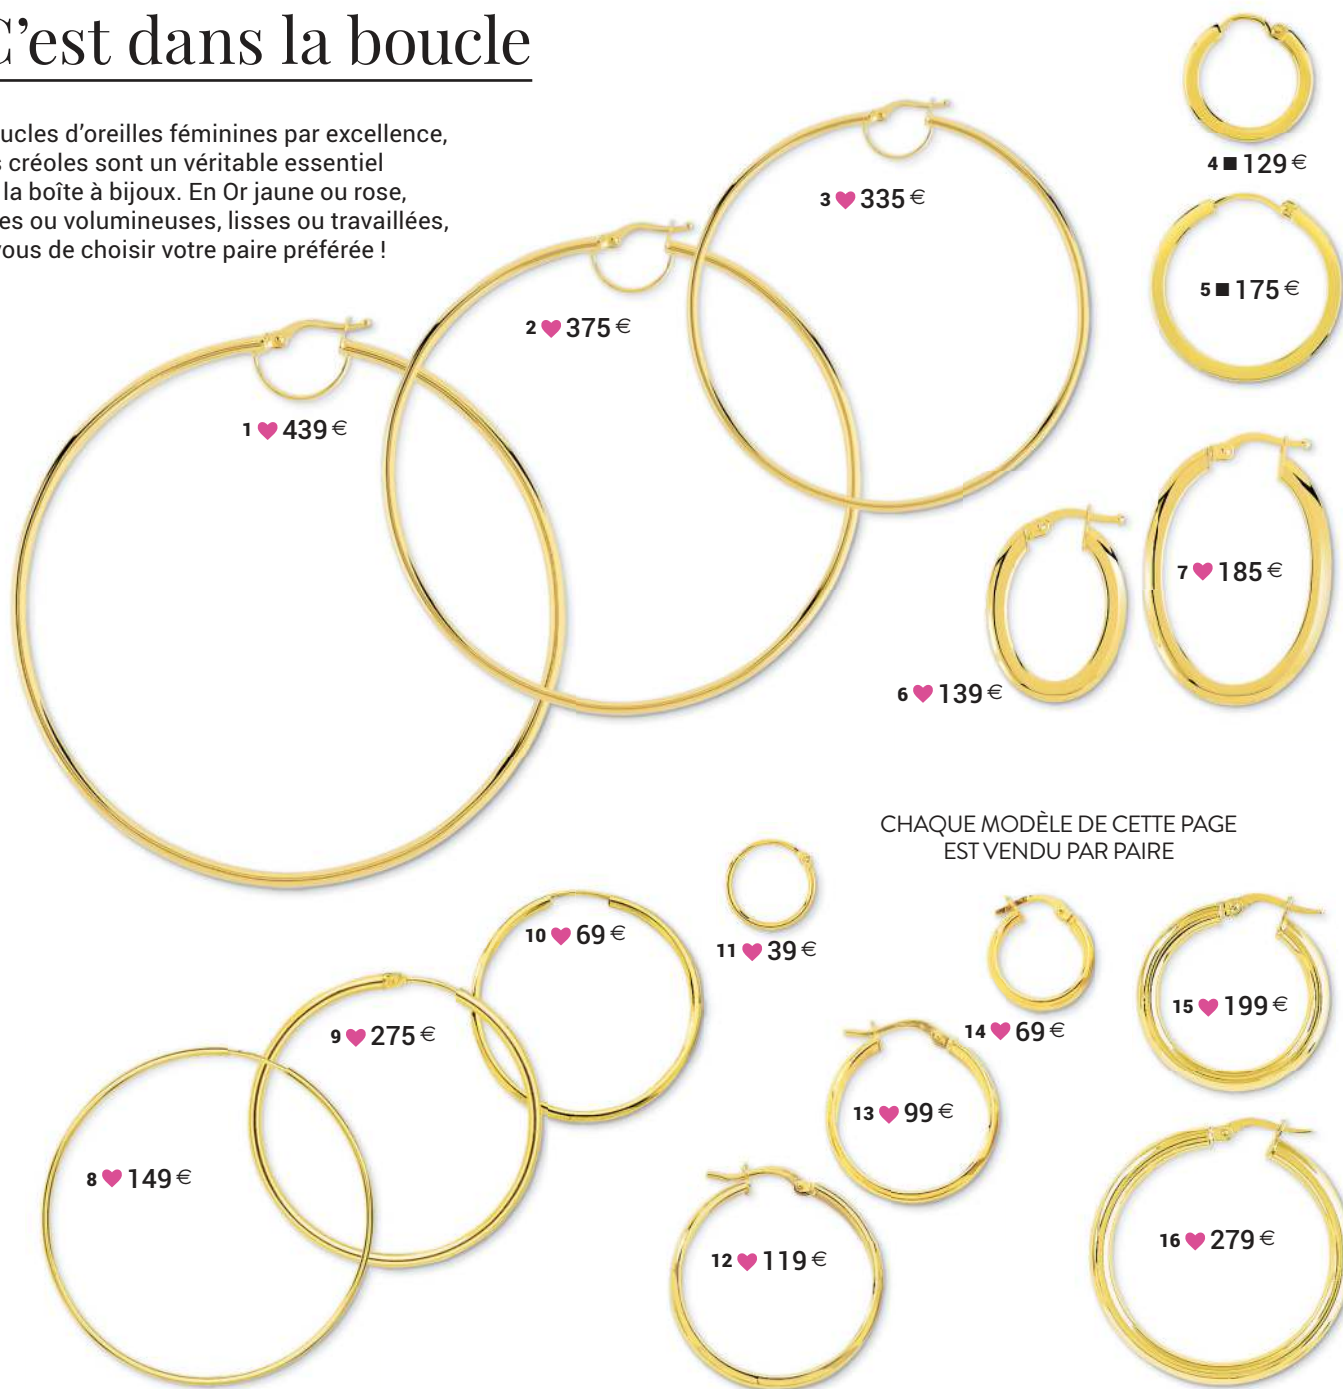 C'est dans la boucle
ucles d'oreilles féminines par excellence,
s créoles sont un véritable essentiel
la boîte à bijoux. En Or jaune ou rose,
es ou volumineuses, lisses ou travaillées,
vous de choisir votre paire préférée !
1 ♥ 439 €
2 ♥ 375 €
3 ♥ 335 €
4 ■ 129 €
5 ■ 175 €
6 ♥ 139 €
7 ♥ 185 €
CHAQUE MODÈLE DE CETTE PAGE
EST VENDU PAR PAIRE
8 ♥ 149 €
9 ♥ 275 €
10 ♥ 69 €
11 ♥ 39 €
12 ♥ 119 €
13 ♥ 99 €
14 ♥ 69 €
15 ♥ 199 €
16 ♥ 279 €